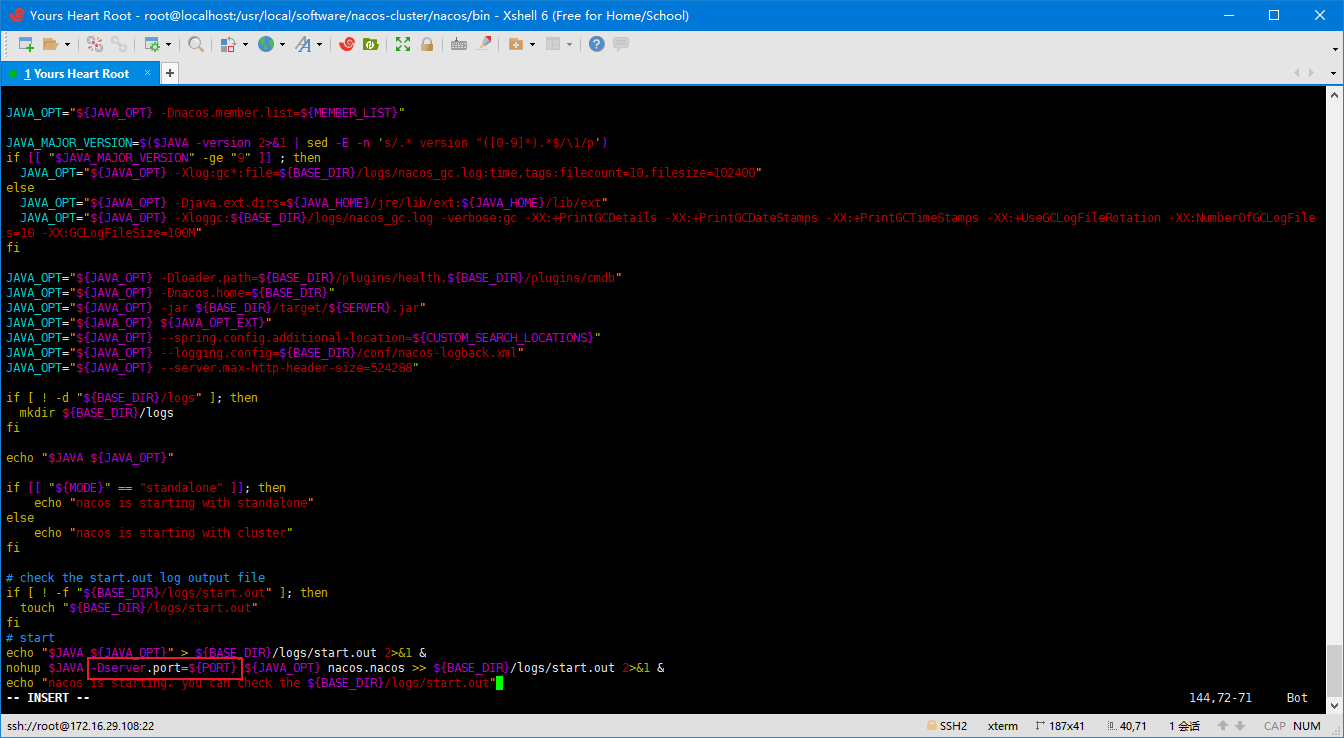 Yours Heart Root - root@localhost:/usr/local/software/nacos-cluster/nacos/bin - Xshell 6 (Free for Home/School)
1 Yours Heart Root × +
JAVA_OPT="${JAVA_OPT} -Dnacos.member.list=${MEMBER_LIST}"
JAVA_MAJOR_VERSION=$($JAVA -version 2>&1 | sed -E -n 's/.* version "([0-9]*).*$/\1/p')
if [[ "$JAVA_MAJOR_VERSION" -ge "9" ]] ; then
  JAVA_OPT="${JAVA_OPT} -Xlog:gc*:file=${BASE_DIR}/logs/nacos_gc.log:time,tags:filecount=10,filesize=102400"
else
  JAVA_OPT="${JAVA_OPT} -Djava.ext.dirs=${JAVA_HOME}/jre/lib/ext:${JAVA_HOME}/lib/ext"
  JAVA_OPT="${JAVA_OPT} -Xloggc:${BASE_DIR}/logs/nacos_gc.log -verbose:gc -XX:+PrintGCDetails -XX:+PrintGCDateStamps -XX:+PrintGCTimeStamps -XX:+UseGCLogFileRotation -XX:NumberOfGCLogFile
s=10 -XX:GCLogFileSize=100M"
fi
JAVA_OPT="${JAVA_OPT} -Dloader.path=${BASE_DIR}/plugins/health,${BASE_DIR}/plugins/cmdb"
JAVA_OPT="${JAVA_OPT} -Dnacos.home=${BASE_DIR}"
JAVA_OPT="${JAVA_OPT} -jar ${BASE_DIR}/target/${SERVER}.jar"
JAVA_OPT="${JAVA_OPT} ${JAVA_OPT_EXT}"
JAVA_OPT="${JAVA_OPT} --spring.config.additional-location=${CUSTOM_SEARCH_LOCATIONS}"
JAVA_OPT="${JAVA_OPT} --logging.config=${BASE_DIR}/conf/nacos-logback.xml"
JAVA_OPT="${JAVA_OPT} --server.max-http-header-size=524288"
if [ ! -d "${BASE_DIR}/logs" ]; then
  mkdir ${BASE_DIR}/logs
fi
echo "$JAVA ${JAVA_OPT}"
if [[ "${MODE}" == "standalone" ]]; then
    echo "nacos is starting with standalone"
else
    echo "nacos is starting with cluster"
fi
# check the start.out log output file
if [ ! -f "${BASE_DIR}/logs/start.out" ]; then
  touch "${BASE_DIR}/logs/start.out"
fi
# start
echo "$JAVA ${JAVA_OPT}" > ${BASE_DIR}/logs/start.out 2>&1 &
nohup $JAVA -Dserver.port=${PORT} ${JAVA_OPT} nacos.nacos >> ${BASE_DIR}/logs/start.out 2>&1 &
echo "nacos is starting，you can check the ${BASE_DIR}/logs/start.out"
-- INSERT -- 144,72-71 Bot
ssh://root@172.16.29.108:22 SSH2 xterm 187x41 40,71 1 会话 CAP NUM